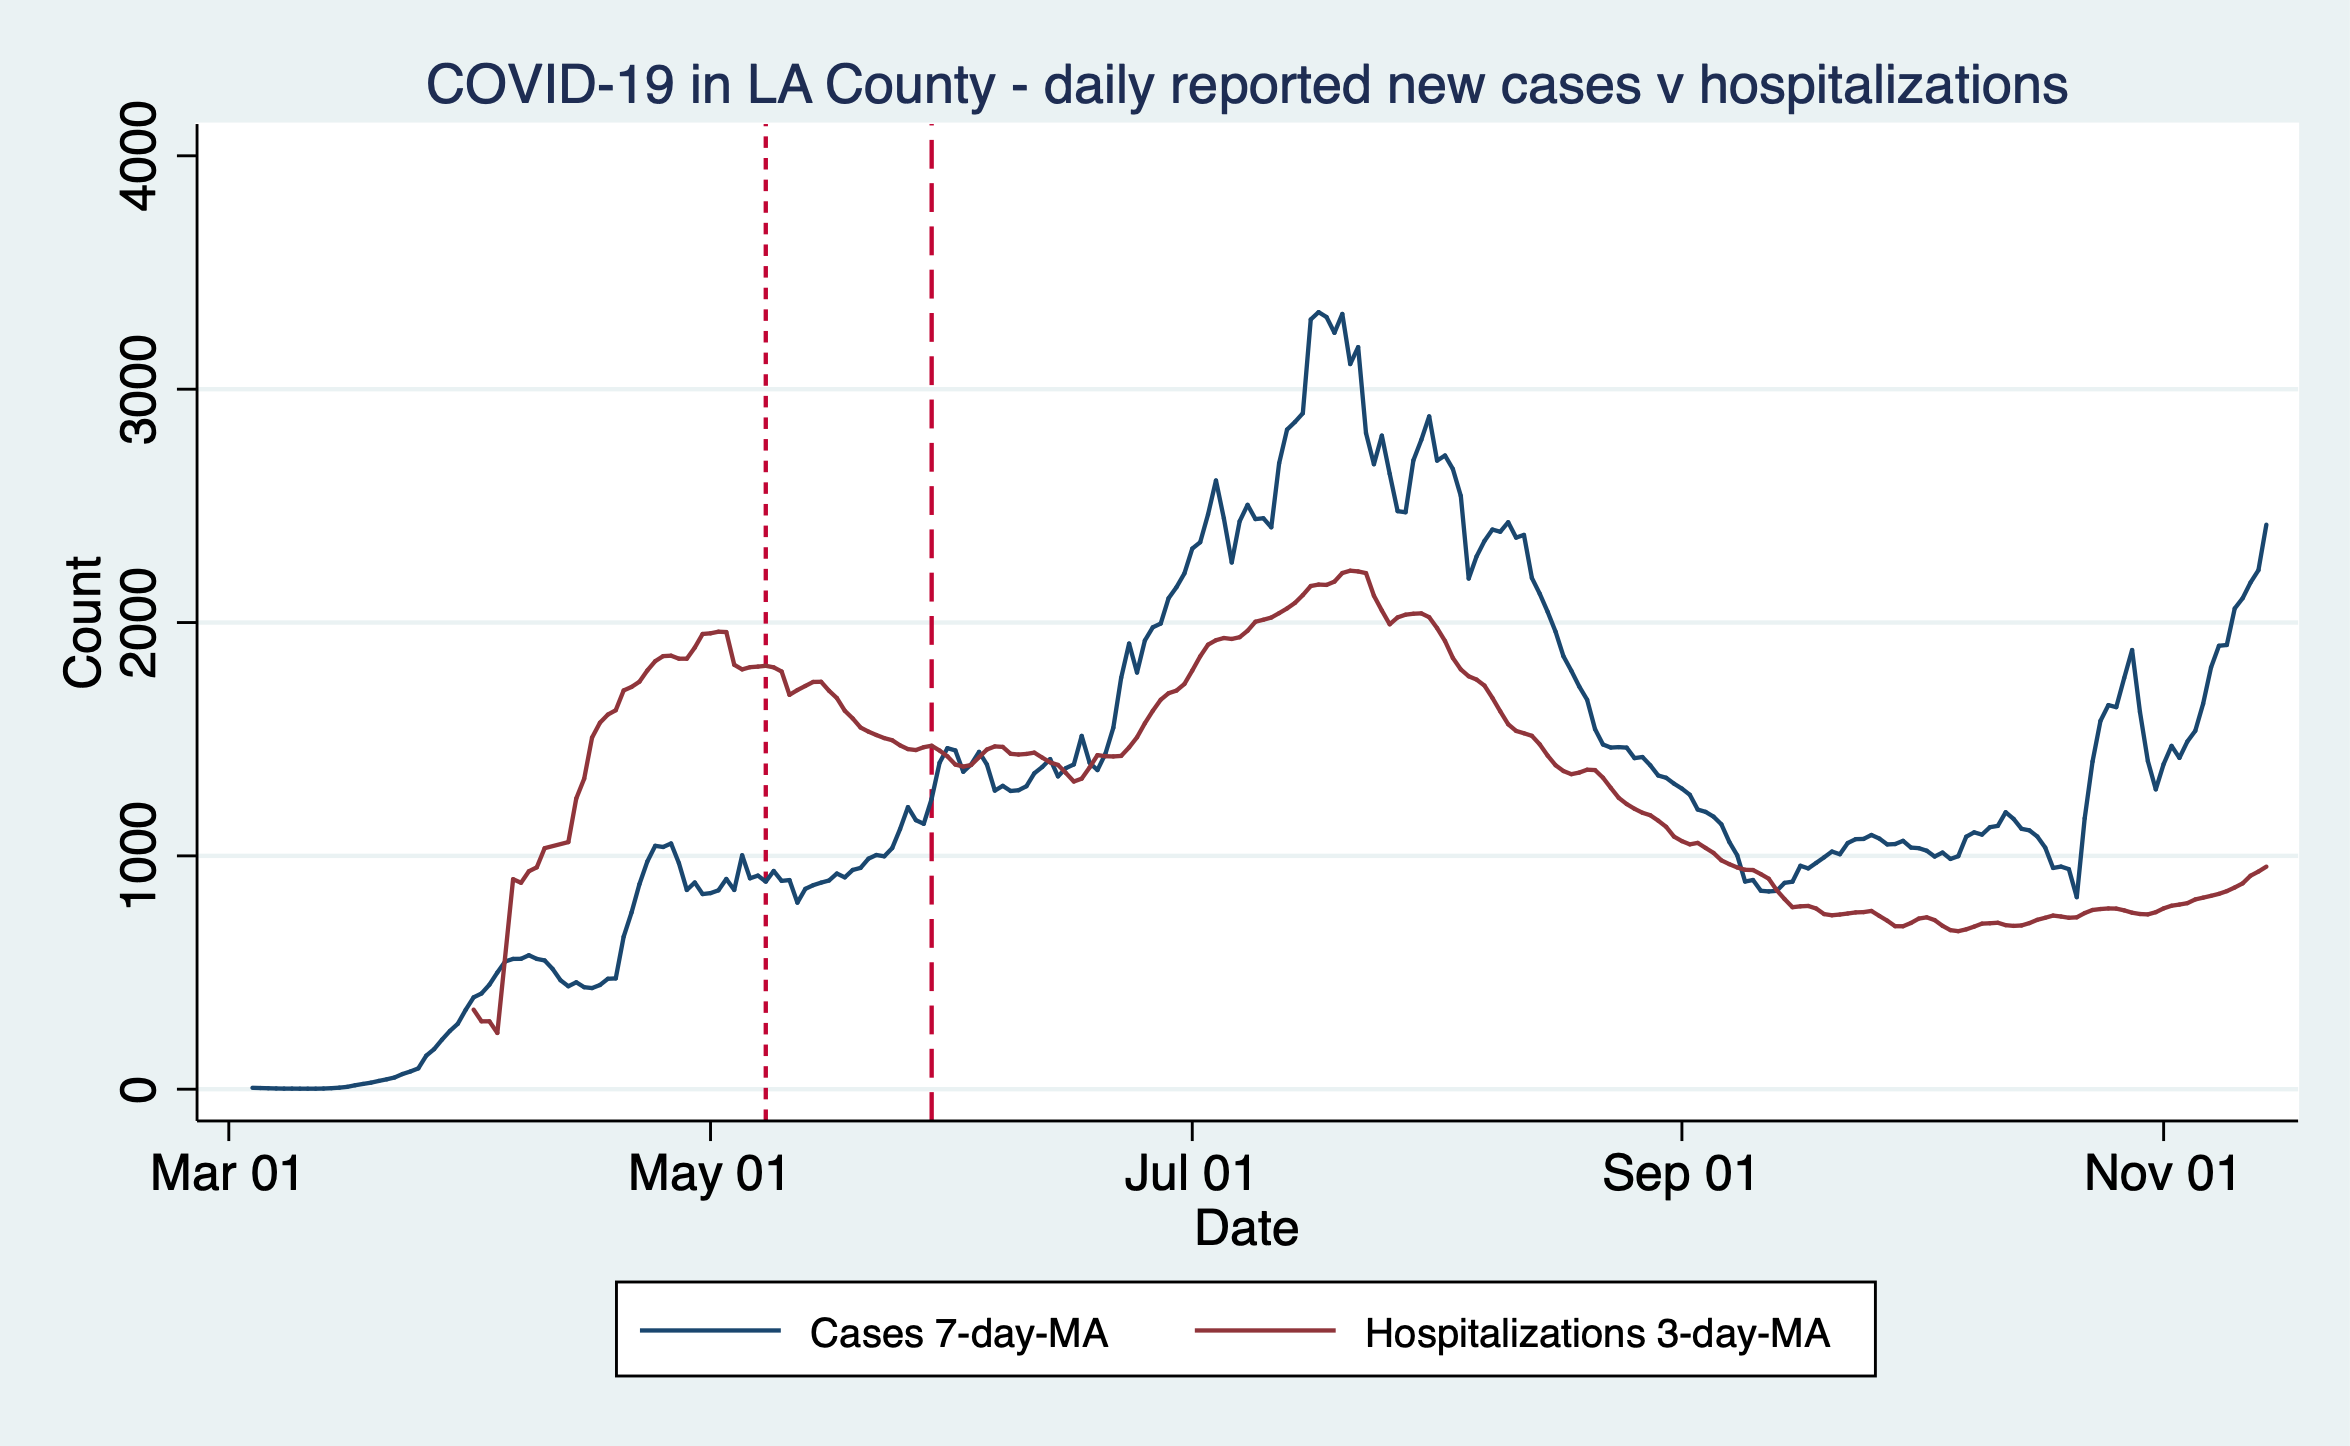 COVID-19 in LA County - daily reported new cases v hospitalizations
4000
3000
2000
1000
0
Count
Mar 01
May 01
Jul 01
Sep 01
Nov 01
Date
Cases 7-day-MA
Hospitalizations 3-day-MA